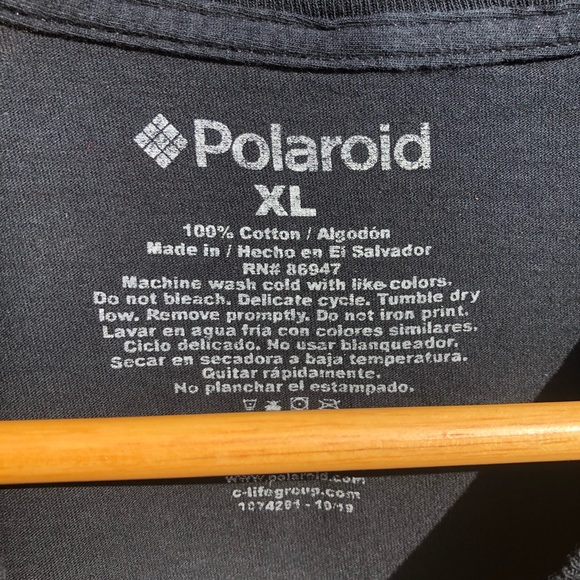 Polaroid
XL
100% Cotton / Algodón
Made in / Hecho en El Salvador
RN# 86947
Machine wash cold with like colors.
Do not bleach. Delicate cycle. Tumble dry
low. Remove promptly. Do not iron print.
Lavar en agua fría con colores similares.
Ciclo delicado. No usar blanqueador.
Secar en secadora a baja temperatura.
Quitar rápidamente.
No planchar el estampado.
www.polaroid.com
c-lifegroup.com
1074291 - 10/19